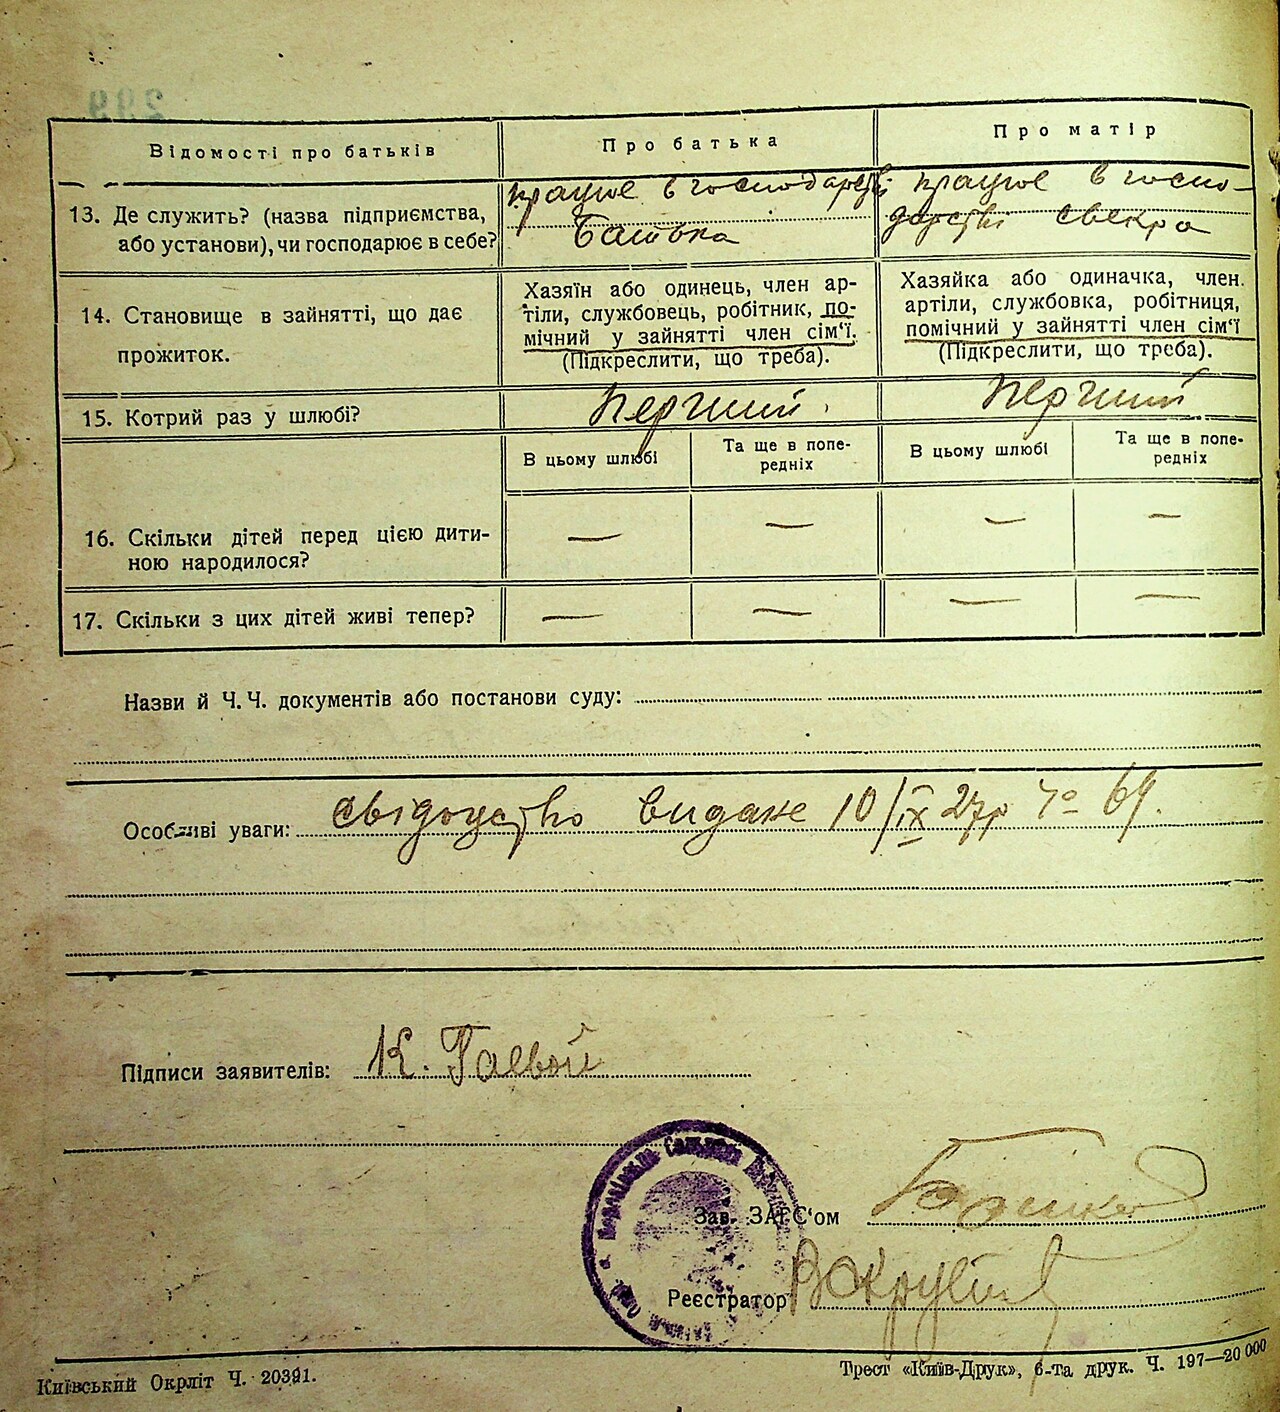 299
Відомості про батьків
Про батька
Про матір
13. Де служить? (назва підприємства,
або установи), чи господарює в себе?
працює в господарстві
батька
працює в госпо-
дарстві свекра
14. Становище в зайнятті, що дає
прожиток.
Хазяїн або одинець, член ар-
тіли, службовець, робітник, по-
мічний у зайнятті член сім'ї.
(Підкреслити, що треба).
Хазяйка або одиначка, член
артіли, службовка, робітниця,
помічний у зайнятті член сім'ї
(Підкреслити, що треба).
15. Котрий раз у шлюбі?
Перший
Перший
В цьому шлюбі
Та ще в попе-
редніх
В цьому шлюбі
Та ще в попе-
редніх
16. Скільки дітей перед цією дити-
ною народилося?
— — — —
17. Скільки з цих дітей живі тепер?
— — — —
Назви й Ч. Ч. документів або постанови суду:
Особливі уваги: свідоцтво видане 10/ІХ 27р 69.
Підписи заявителів: К. Гаевой
Зав. ЗАГС'ом
Реєстратор
Київський Окрліт Ч. 20391.
Трест «Київ-Друк», 6-та друк. Ч. 197—20 000